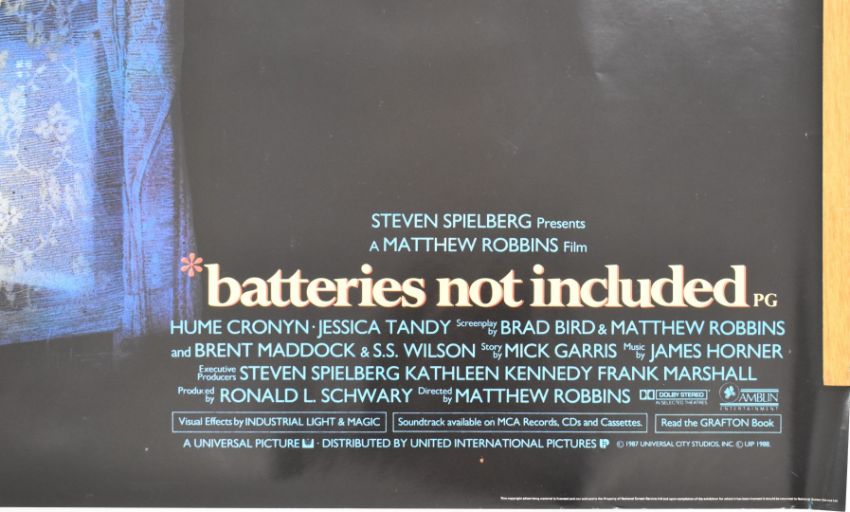 STEVEN SPIELBERG Presents
A MATTHEW ROBBINS Film
*batteries not included PG
HUME CRONYN · JESSICA TANDY Screenplay by BRAD BIRD & MATTHEW ROBBINS
and BRENT MADDOCK & S.S. WILSON Story by MICK GARRIS Music by JAMES HORNER
Executive Producers STEVEN SPIELBERG KATHLEEN KENNEDY FRANK MARSHALL
Produced by RONALD L. SCHWARY Directed by MATTHEW ROBBINS DOLBY STEREO IN SELECTED THEATRES AMBLIN ENTERTAINMENT
Visual Effects by INDUSTRIAL LIGHT & MAGIC Soundtrack available on MCA Records, CDs and Cassettes. Read the GRAFTON Book
A UNIVERSAL PICTURE · DISTRIBUTED BY UNITED INTERNATIONAL PICTURES © 1987 UNIVERSAL CITY STUDIOS, INC. © UIP 1988